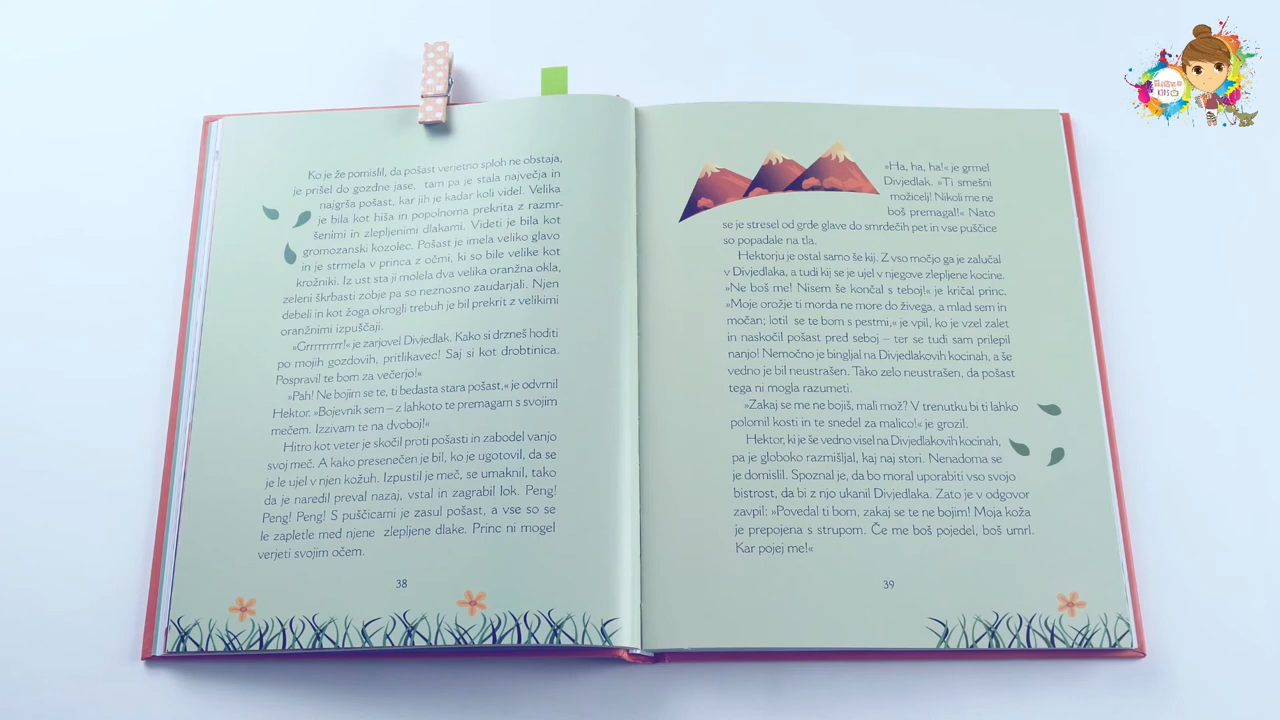 Ko je že pomislil, da pošast verjetno sploh ne obstaja,
je prišel do gozdne jase, tam pa je stala največja in
najgrša pošast, kar jih je kadar koli videl. Velika
je bila kot hiša in popolnoma prekrita z razmr-
šenimi in zlepljenimi dlakami. Videti je bila kot
gromozanski kozolec. Pošast je imela veliko glavo
in je strmela v princa z očmi, ki so bile velike kot
krožniki. Iz ust sta ji molela dva velika oranžna okla,
zeleni škrbasti zobje pa so neznosno zaudarjali. Njen
debeli in kot žoga okrogli trebuh je bil prekrit z velikimi
oranžnimi izpuščaji.
»Grrrrrrrr!« je zarjovel Divjedlak. Kako si drzneš hoditi
po mojih gozdovih, pritlikavec! Saj si kot drobtinica.
Pospravil te bom za večerjo!«
»Pah! Ne bojim se te, ti bedasta stara pošast,« je odvrnil
Hektor, »Bojevnik sem – z lahkoto te premagam s svojim
mečem. Izzivam te na dvoboj!«
Hitro kot veter je skočil proti pošasti in zabodel vanjo
svoj meč. A kako presenečen je bil, ko je ugotovil, da se
je le ujel v njen kožuh. Izpustil je meč, se umaknil, tako
da je naredil preval nazaj, vstal in zagrabil lok. Peng!
Peng! Peng! S puščicami je zasul pošast, a vse so se
le zapletle med njene zlepljene dlake. Princ ni mogel
verjeti svojim očem.
38
»Ha, ha, ha!« je grmel
Divjedlak. »Ti smešni
možicelj! Nikoli me ne
boš premagal!« Nato
se je stresel od grde glave do smrdečih pet in vse puščice
so popadale na tla.
Hektorju je ostal samo še kij. Z vso močjo ga je zalučal
v Divjedlaka, a tudi kij se je ujel v njegove zlepljene kocine.
»Ne boš me! Nisem še končal s teboj!« je kričal princ.
»Moje orožje ti morda ne more do živega, a mlad sem in
močan; lotil se te bom s pestmi,« je vpil, ko je vzel zalet
in naskočil pošast pred seboj – ter se tudi sam prilepil
nanjo! Nemočno je bingljal na Divjedlakovih kocinah, a še
vedno je bil neustrašen. Tako zelo neustrašen, da pošast
tega ni mogla razumeti.
»Zakaj se me ne bojiš, mali mož? V trenutku bi ti lahko
polomil kosti in te snedel za malico!« je grozil.
Hektor, ki je še vedno visel na Divjedlakovih kocinah,
pa je globoko razmišljal, kaj naj stori. Nenadoma se
je domislil. Spoznal je, da bo moral uporabiti vso svojo
bistrost, da bi z njo ukanil Divjedlaka. Zato je v odgovor
zavpil: »Povedal ti bom, zakaj se te ne bojim! Moja koža
je prepojena s strupom. Če me boš pojedel, boš umrl.
Kar pojej me!«
39